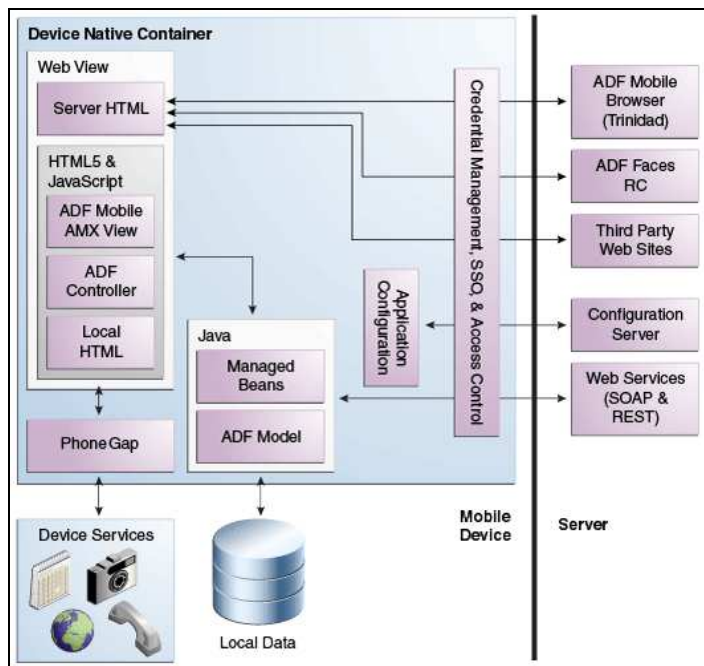 Device Native Container
Web View
Server HTML
HTML5 &
JavaScript
ADF Mobile
AMX View
ADF
Controller
Local
HTML
PhoneGap
Java
Managed
Beans
ADF Model
Application
Configuration
Credential Management, SSO, & Access Control
Device Services
Local Data
Mobile
Device
Server
ADF Mobile
Browser
(Trinidad)
ADF Faces
RC
Third Party
Web Sites
Configuration
Server
Web Services
(SOAP &
REST)